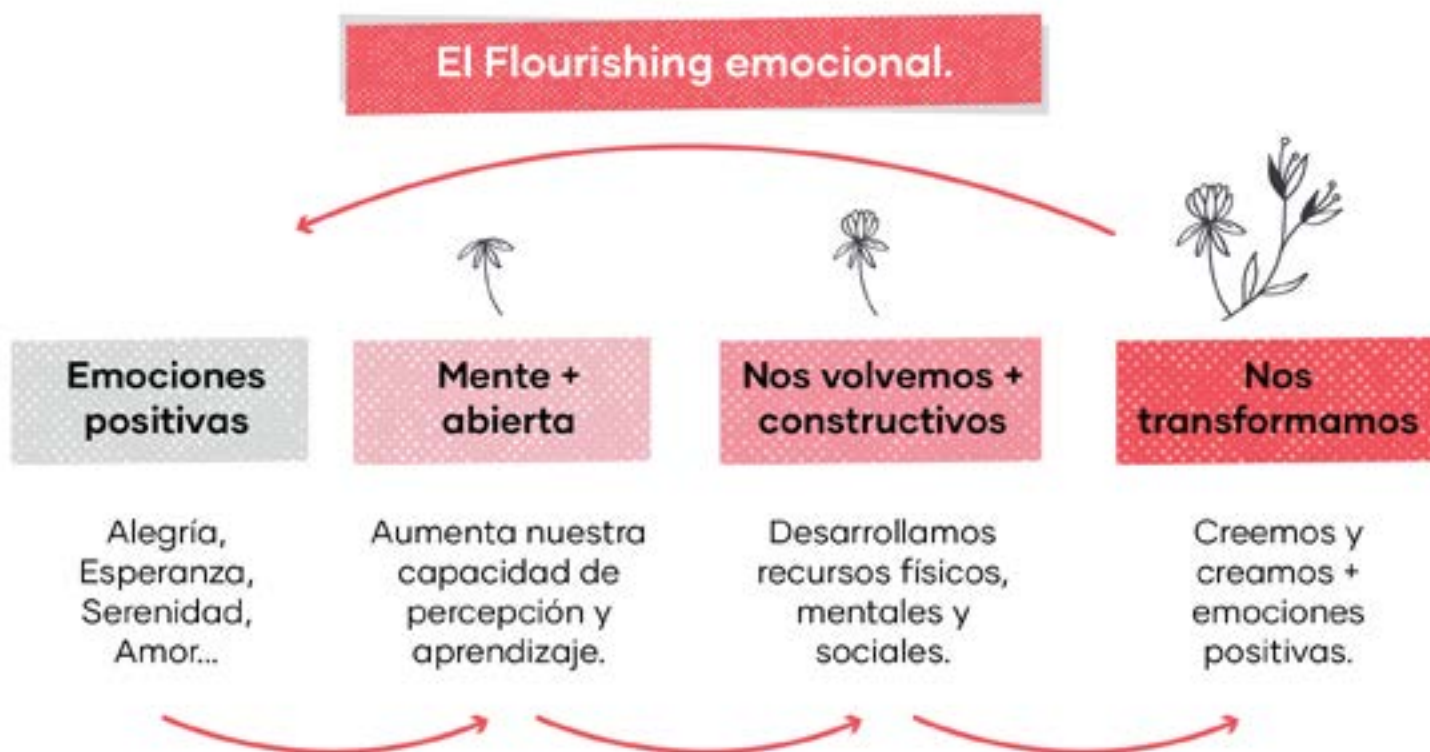 El Flourishing emocional.
Emociones
positivas
Alegría,
Esperanza,
Serenidad,
Amor...
Mente +
abierta
Aumenta nuestra
capacidad de
percepción y
aprendizaje.
Nos volvemos +
constructivos
Desarrollamos
recursos físicos,
mentales y
sociales.
Nos
transformamos
Creemos y
creamos +
emociones
positivas.